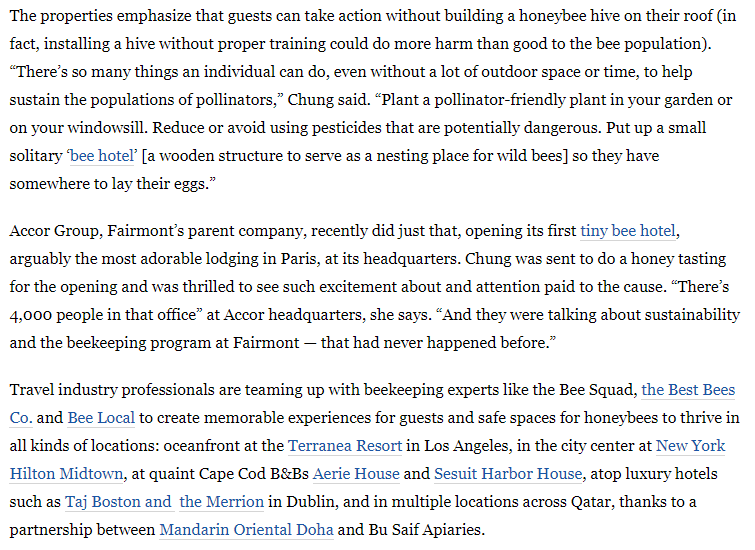 The properties emphasize that guests can take action without building a honeybee hive on their roof (in
fact, installing a hive without proper training could do more harm than good to the bee population).
“There’s so many things an individual can do, even without a lot of outdoor space or time, to help
sustain the populations of pollinators,” Chung said. “Plant a pollinator-friendly plant in your garden or
on your windowsill. Reduce or avoid using pesticides that are potentially dangerous. Put up a small
solitary ‘bee hotel’ [a wooden structure to serve as a nesting place for wild bees] so they have
somewhere to lay their eggs.”
Accor Group, Fairmont’s parent company, recently did just that, opening its first tiny bee hotel,
arguably the most adorable lodging in Paris, at its headquarters. Chung was sent to do a honey tasting
for the opening and was thrilled to see such excitement about and attention paid to the cause. “There’s
4,000 people in that office” at Accor headquarters, she says. “And they were talking about sustainability
and the beekeeping program at Fairmont — that had never happened before.”
Travel industry professionals are teaming up with beekeeping experts like the Bee Squad, the Best Bees
Co. and Bee Local to create memorable experiences for guests and safe spaces for honeybees to thrive in
all kinds of locations: oceanfront at the Terranea Resort in Los Angeles, in the city center at New York
Hilton Midtown, at quaint Cape Cod B&Bs Aerie House and Sesuit Harbor House, atop luxury hotels
such as Taj Boston and the Merrion in Dublin, and in multiple locations across Qatar, thanks to a
partnership between Mandarin Oriental Doha and Bu Saif Apiaries.